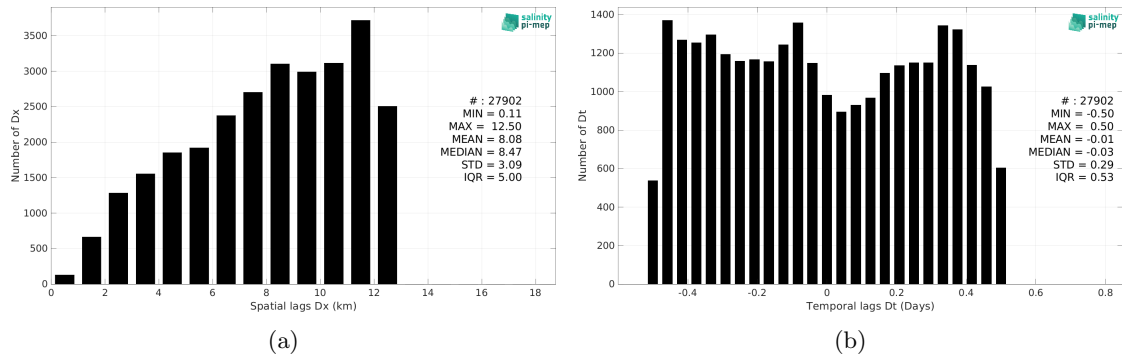 salinity
pi-mep
Number of Dx
3500
3000
2500
2000
1500
1000
500
0
# : 27902
MIN = 0.11
MAX = 12.50
MEAN = 8.08
MEDIAN = 8.47
STD = 3.09
IQR = 5.00
0 2 4 6 8 10 12 14 16 18
Spatial lags Dx (km)
(a)
salinity
pi-mep
Number of Dt
1400
1200
1000
800
600
400
200
0
# : 27902
MIN = -0.50
MAX = 0.50
MEAN = -0.01
MEDIAN = -0.03
STD = 0.29
IQR = 0.53
-0.4 -0.2 0 0.2 0.4 0.6 0.8
Temporal lags Dt (Days)
(b)